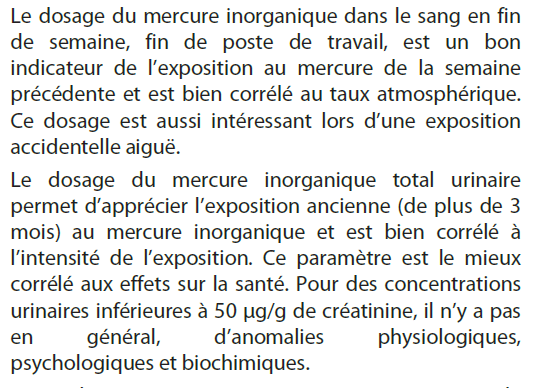 Le dosage du mercure inorganique dans le sang en fin
de semaine, fin de poste de travail, est un bon
indicateur de l’exposition au mercure de la semaine
précédente et est bien corrélé au taux atmosphérique.
Ce dosage est aussi intéressant lors d’une exposition
accidentelle aiguë.
Le dosage du mercure inorganique total urinaire
permet d’apprécier l’exposition ancienne (de plus de 3
mois) au mercure inorganique et est bien corrélé à
l’intensité de l’exposition. Ce paramètre est le mieux
corrélé aux effets sur la santé. Pour des concentrations
urinaires inférieures à 50 µg/g de créatinine, il n’y a pas
en général, d’anomalies physiologiques,
psychologiques et biochimiques.